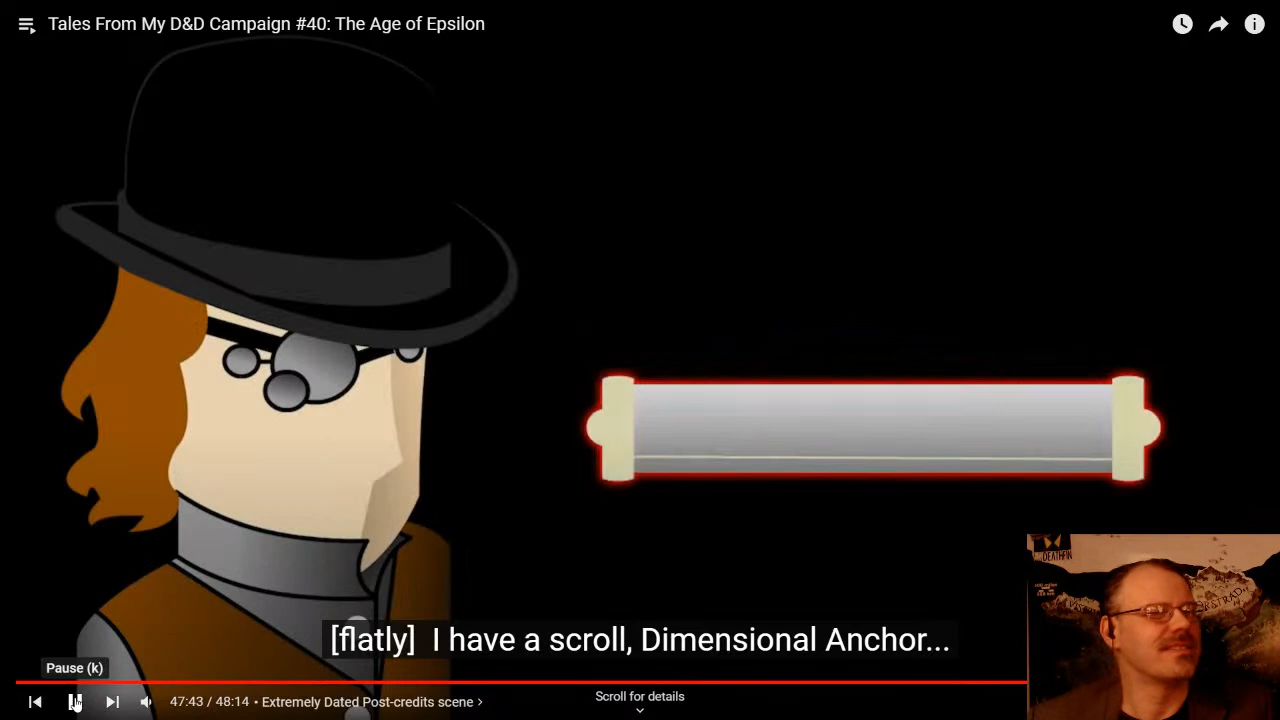 Tales From My D&D Campaign #40: The Age of Epsilon
DEATHFIN
[flatly]  I have a scroll, Dimensional Anchor...
Pause (k)
47:43 / 48:14 • Extremely Dated Post-credits scene ›
Scroll for details